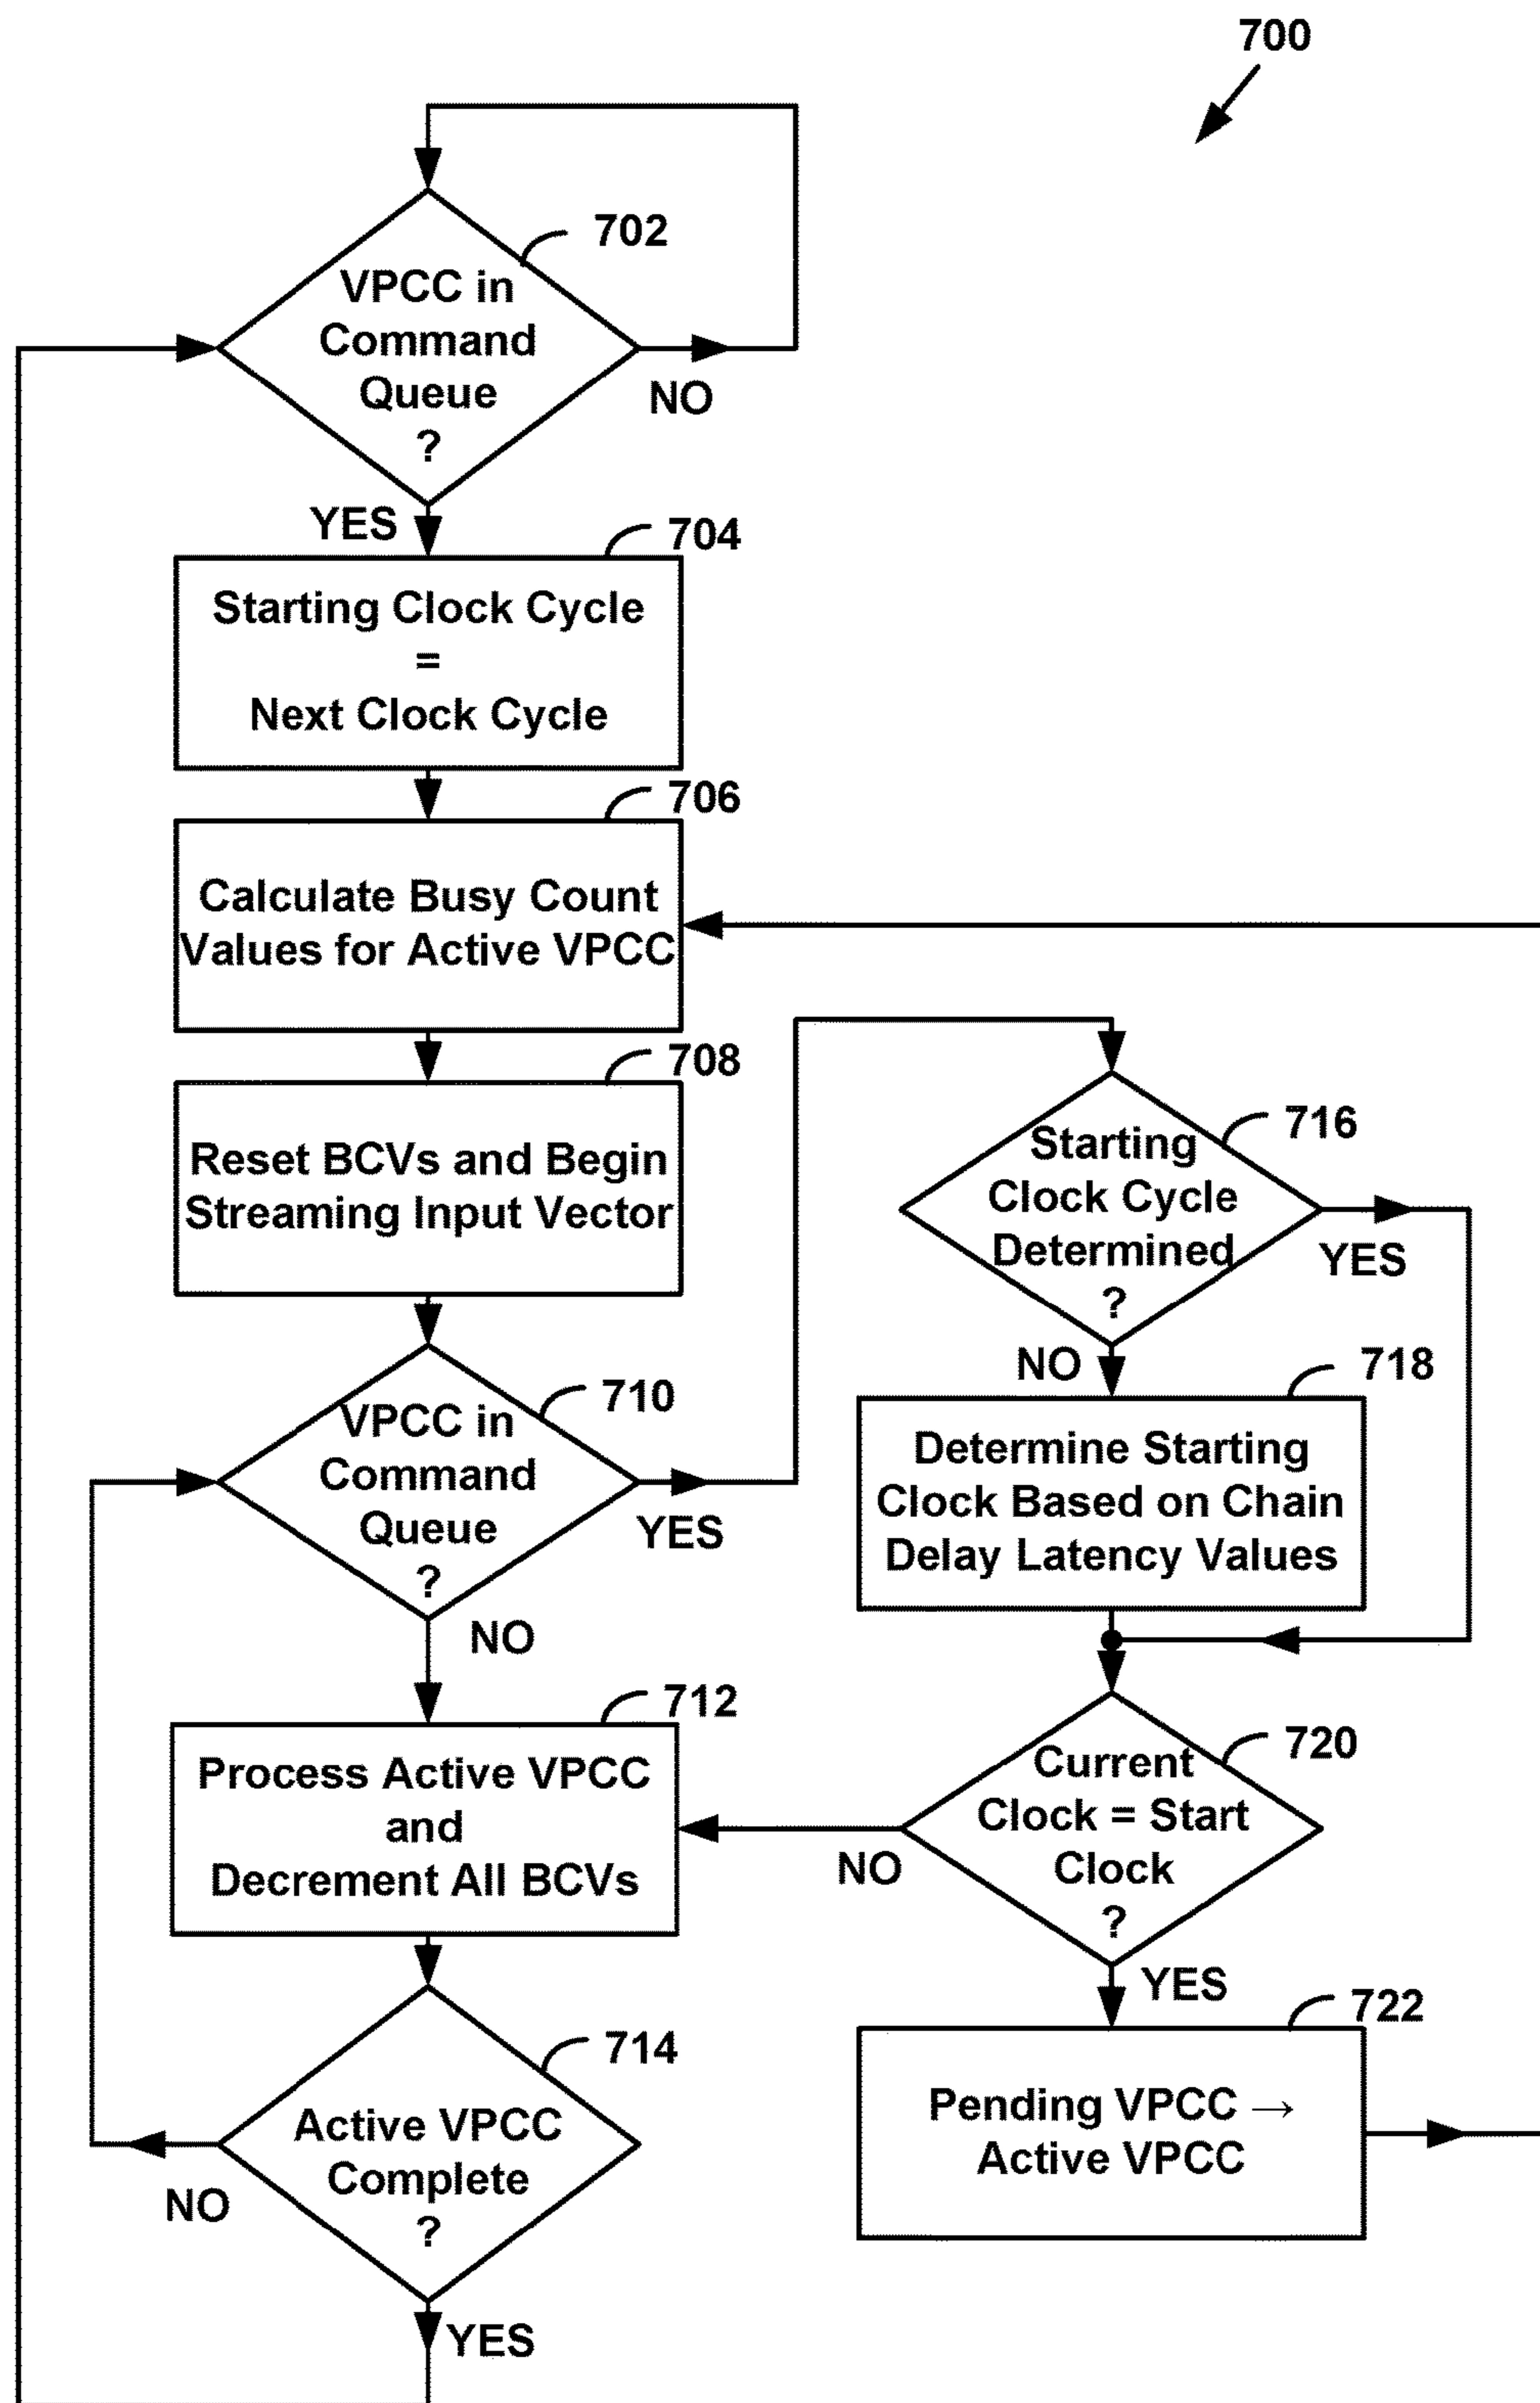 700
702
VPCC in
Command
Queue
?
NO
YES
704
Starting Clock Cycle
=
Next Clock Cycle
706
Calculate Busy Count
Values for Active VPCC
708
Reset BCVs and Begin
Streaming Input Vector
710
VPCC in
Command
Queue
?
YES
NO
712
Process Active VPCC
and
Decrement All BCVs
714
Active VPCC
Complete
?
NO
YES
716
Starting
Clock Cycle
Determined
?
YES
NO
718
Determine Starting
Clock Based on Chain
Delay Latency Values
720
Current
Clock = Start
Clock
?
NO
YES
722
Pending VPCC →
Active VPCC